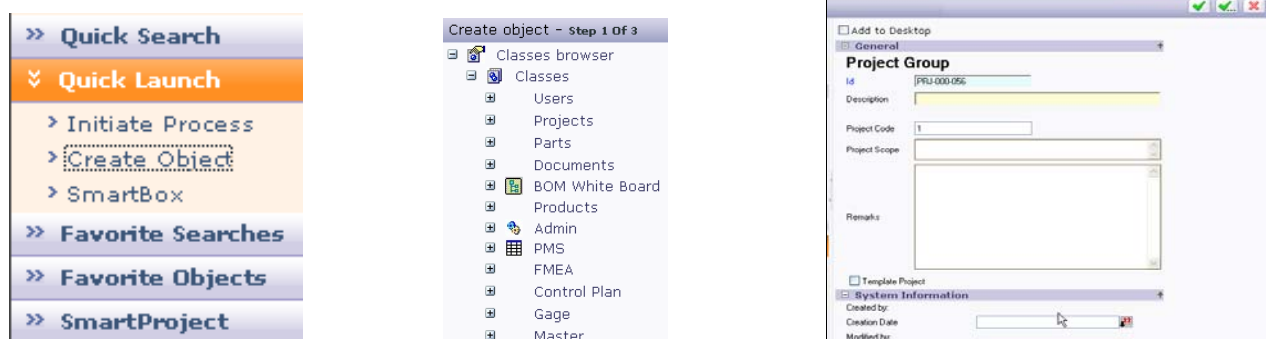 Quick Search
Quick Launch
Initiate Process
Create Object
SmartBox
Favorite Searches
Favorite Objects
SmartProject
Create object - Step 1 Of 3
Classes browser
Classes
Users
Projects
Parts
Documents
BOM White Board
Products
Admin
PMS
FMEA
Control Plan
Gage
Master
Add to Desktop
General
Project Group
Id PRJ-000-056
Description
Project Code 1
Project Scope
Remarks
Template Project
System Information
Created by:
Creation Date
Modified by: